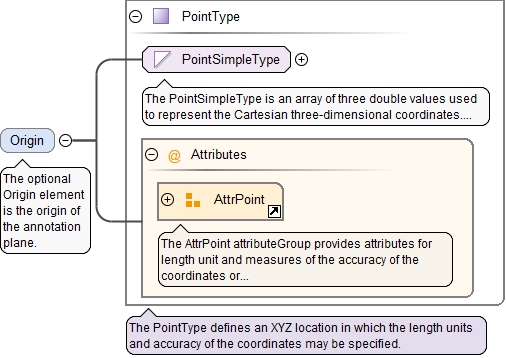 PointType
PointSimpleType
The PointSimpleType is an array of three double values used
to represent the Cartesian three-dimensional coordinates....
Origin
The optional
Origin element
is the origin of
the annotation
plane.
@ Attributes
AttrPoint
The AttrPoint attributeGroup provides attributes for
length unit and measures of the accuracy of the
coordinates or...
The PointType defines an XYZ location in which the length units
and accuracy of the coordinates may be specified.